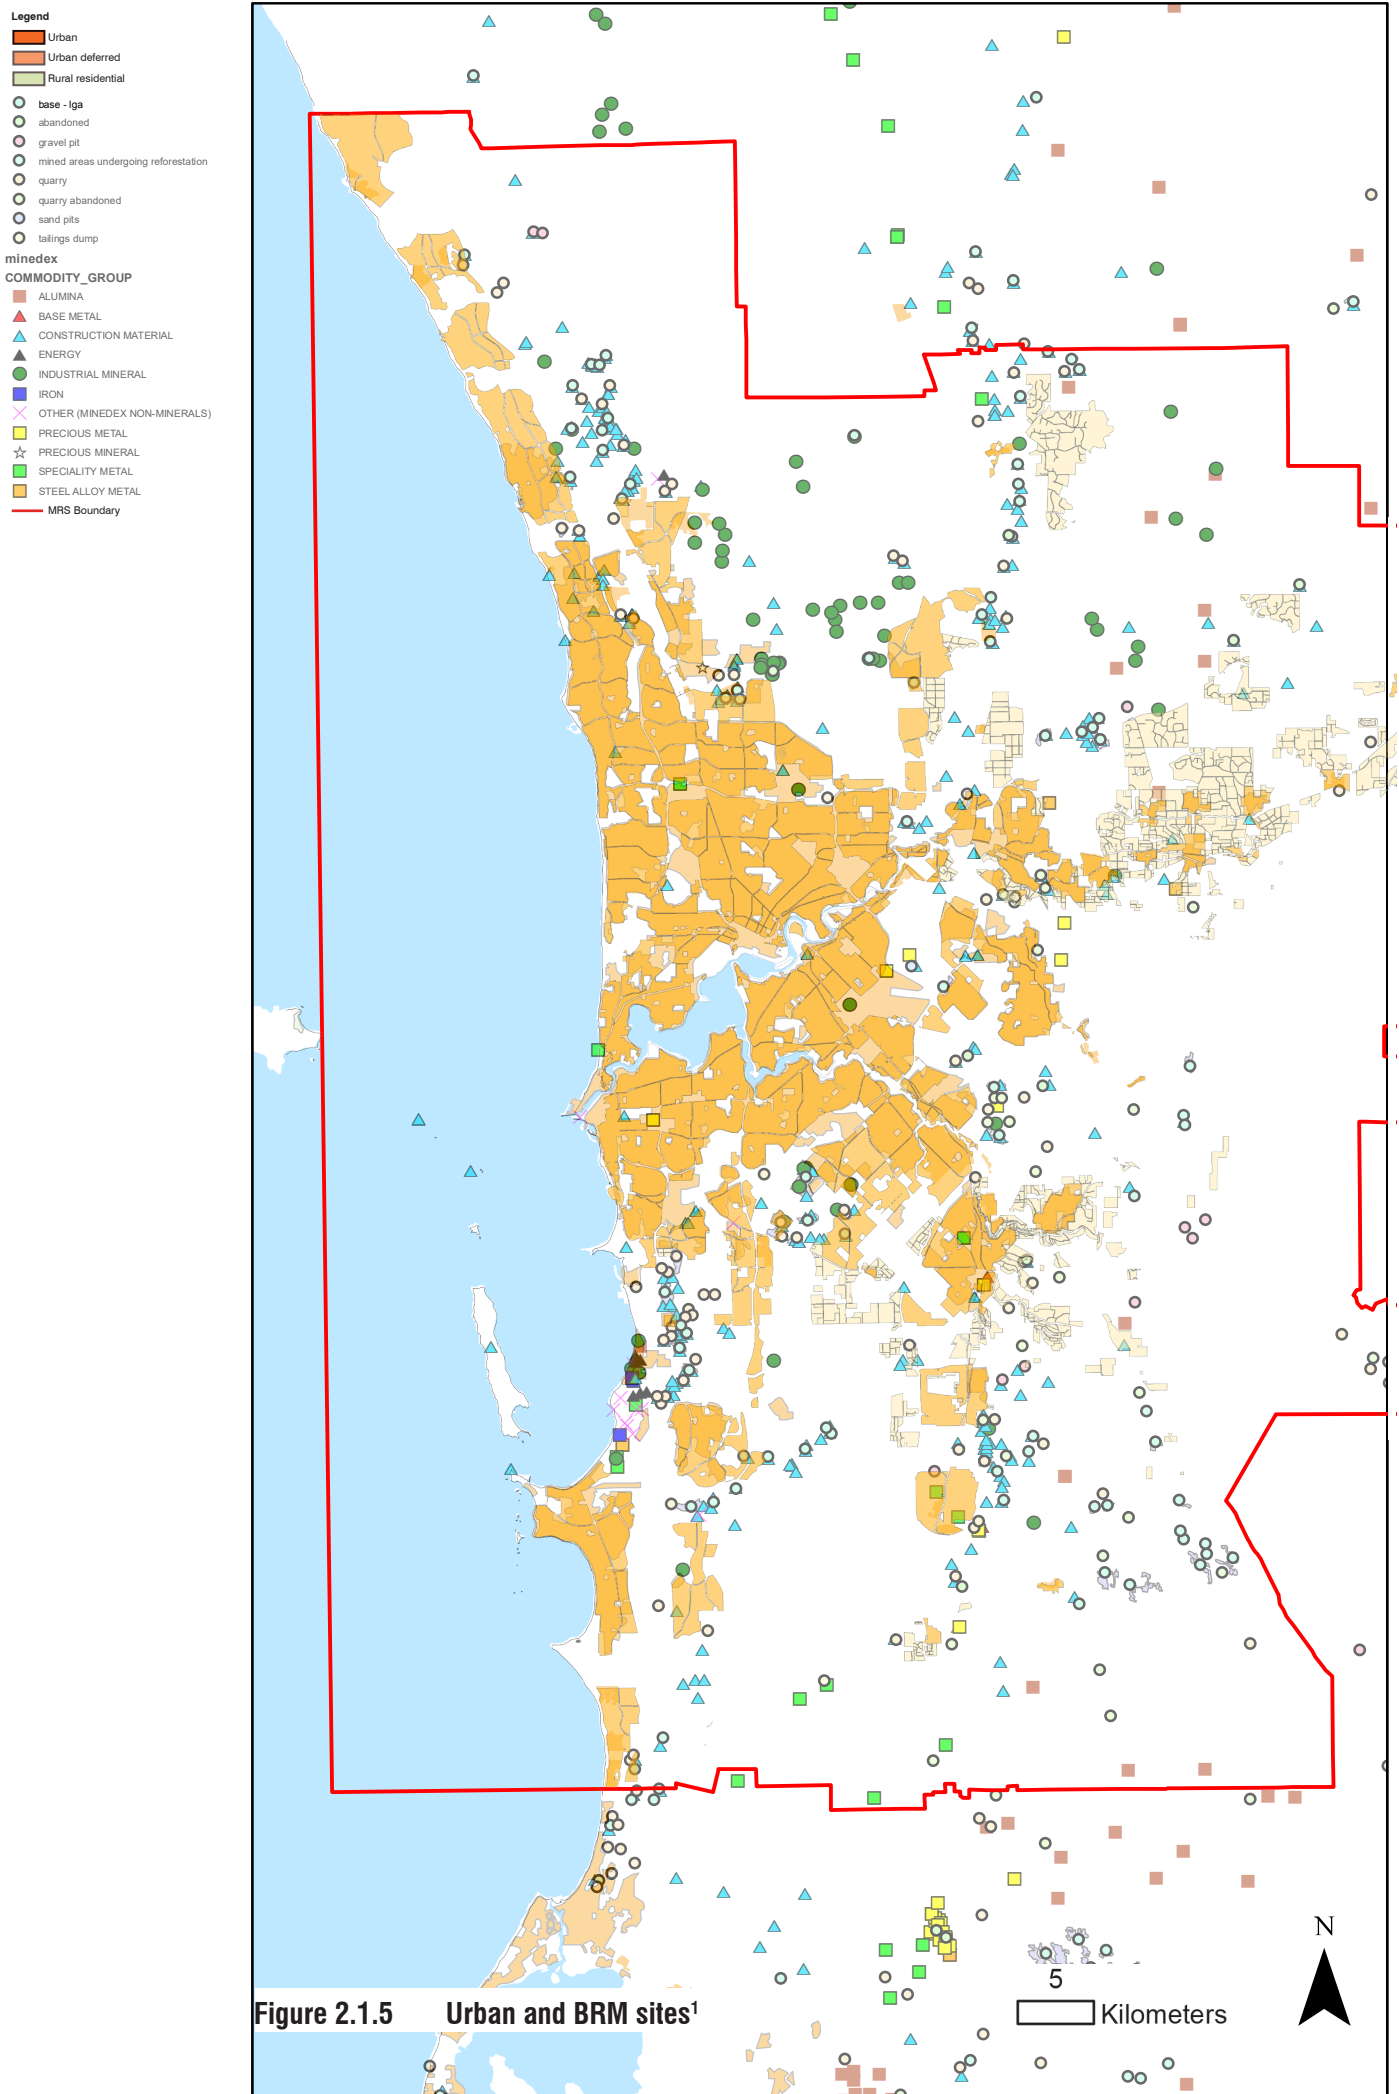 Legend
Urban
Urban deferred
Rural residential
base - lga
abandoned
gravel pit
mined areas undergoing reforestation
quarry
quarry abandoned
sand pits
tailings dump
minedex
COMMODITY_GROUP
ALUMINA
BASE METAL
CONSTRUCTION MATERIAL
ENERGY
INDUSTRIAL MINERAL
IRON
OTHER (MINEDEX NON-MINERALS)
PRECIOUS METAL
PRECIOUS MINERAL
SPECIALITY METAL
STEEL ALLOY METAL
MRS Boundary
N
5
Kilometers
Figure 2.1.5 Urban and BRM sites¹